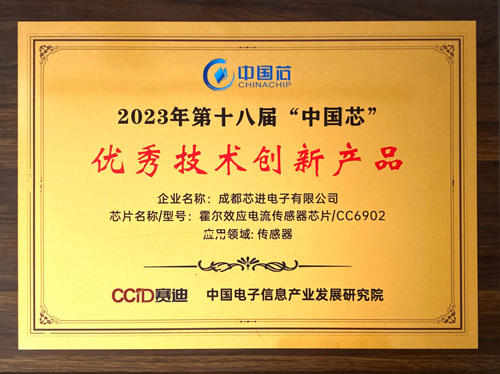 中国芯
CHINACHIP
2023年第十八届“中国芯”
优秀技术创新产品
企业名称：成都芯进电子有限公司
芯片名称/型号：霍尔效应电流传感器芯片/CC6902
应用领域：传感器
CCID赛迪 中国电子信息产业发展研究院